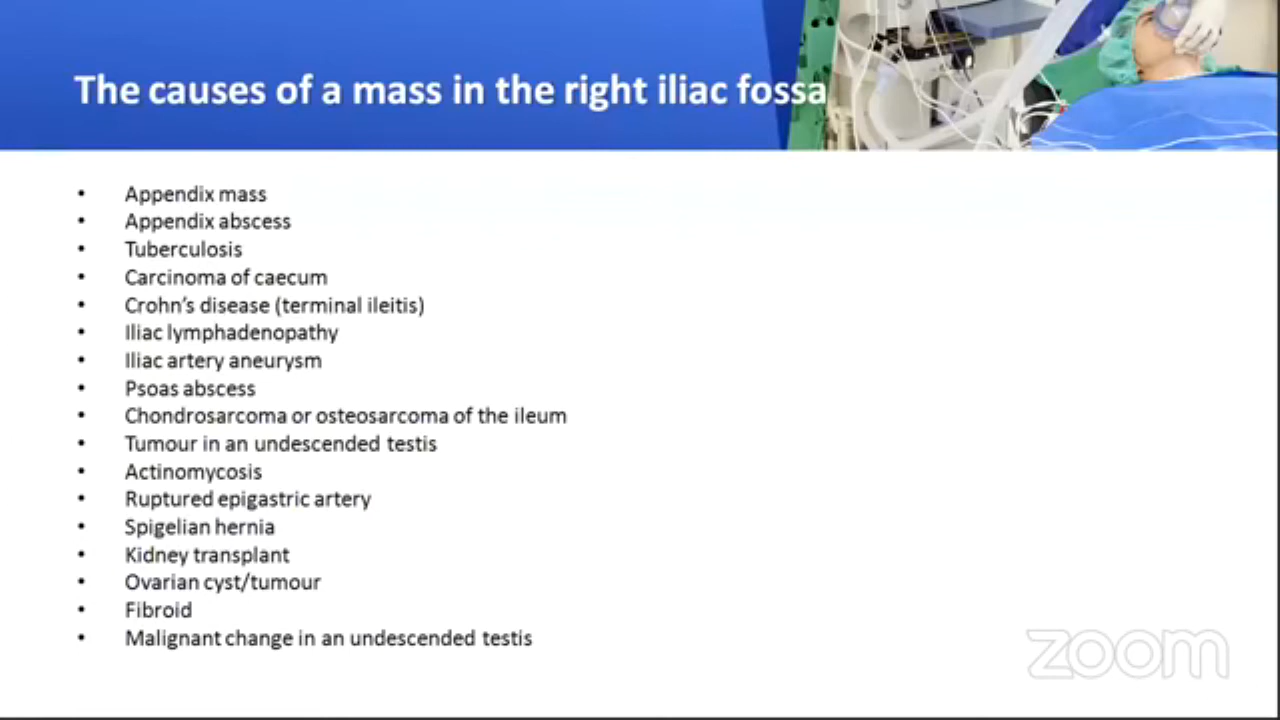 The causes of a mass in the right iliac fossa
• Appendix mass
• Appendix abscess
• Tuberculosis
• Carcinoma of caecum
• Crohn's disease (terminal ileitis)
• Iliac lymphadenopathy
• Iliac artery aneurysm
• Psoas abscess
• Chondrosarcoma or osteosarcoma of the ileum
• Tumour in an undescended testis
• Actinomycosis
• Ruptured epigastric artery
• Spigelian hernia
• Kidney transplant
• Ovarian cyst/tumour
• Fibroid
• Malignant change in an undescended testis
zoom